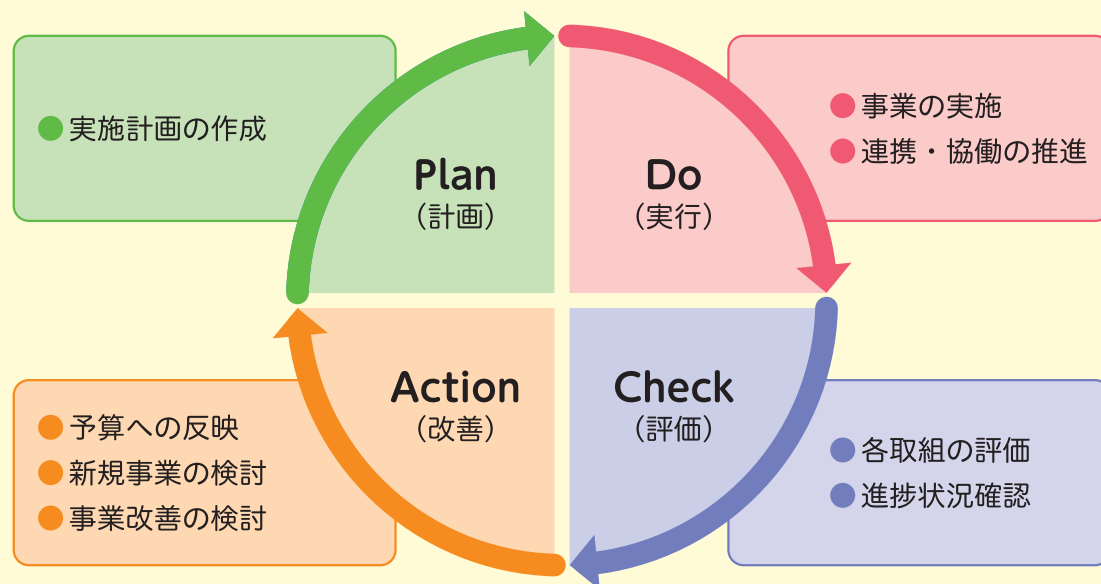 ●実施計画の作成
Plan
（計画）
Do
（実行）
●事業の実施
●連携・協働の推進
Action
（改善）
Check
（評価）
●予算への反映
●新規事業の検討
●事業改善の検討
●各取組の評価
●進捗状況確認